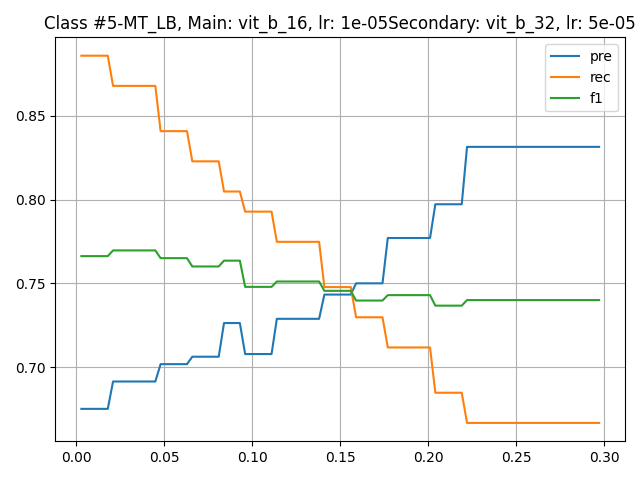 Class #5-MT_LB, Main: vit_b_16, lr: 1e-05Secondary: vit_b_32, lr: 5e-05
pre
rec
f1
0.85
0.80
0.75
0.70
0.00 0.05 0.10 0.15 0.20 0.25 0.30